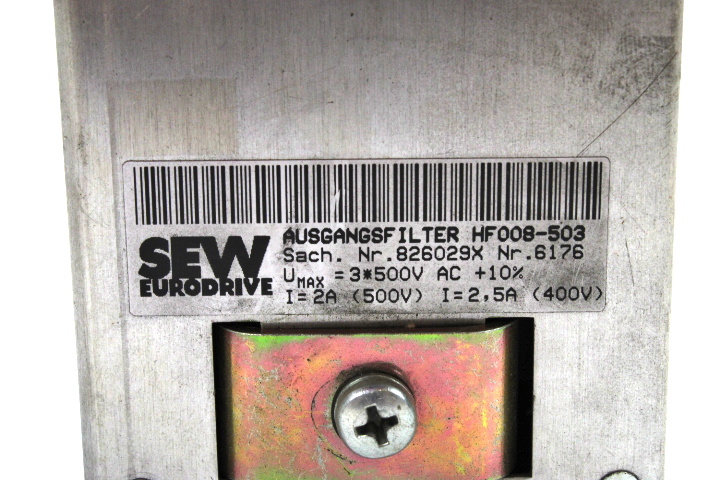 SEW
EURODRIVE
AUSGANGSFILTER HF008-503
Sach. Nr.826029X Nr.6176
UMAX =3*500V AC +10%
I=2A (500V) I=2,5A (400V)